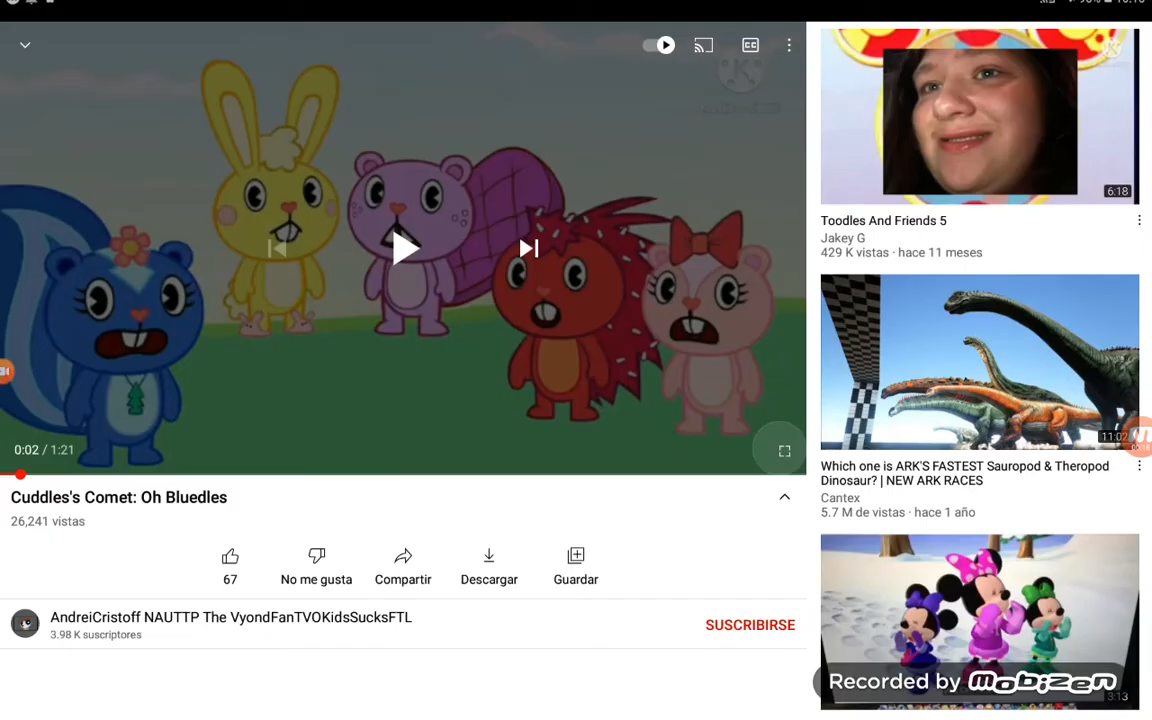 CC
0:02 / 1:21
Cuddles's Comet: Oh Bluedles
26,241 vistas
67
No me gusta
Compartir
Descargar
Guardar
AndreiCristoff NAUTTP The VyondFanTVOKidsSucksFTL
3.98 K suscriptores
SUSCRIBIRSE
6:18
Toodles And Friends 5
Jakey G
429 K vistas · hace 11 meses
11:02
Which one is ARK'S FASTEST Sauropod & Theropod
Dinosaur? | NEW ARK RACES
Cantex
5.7 M de vistas · hace 1 año
Recorded by mobizen
3:13